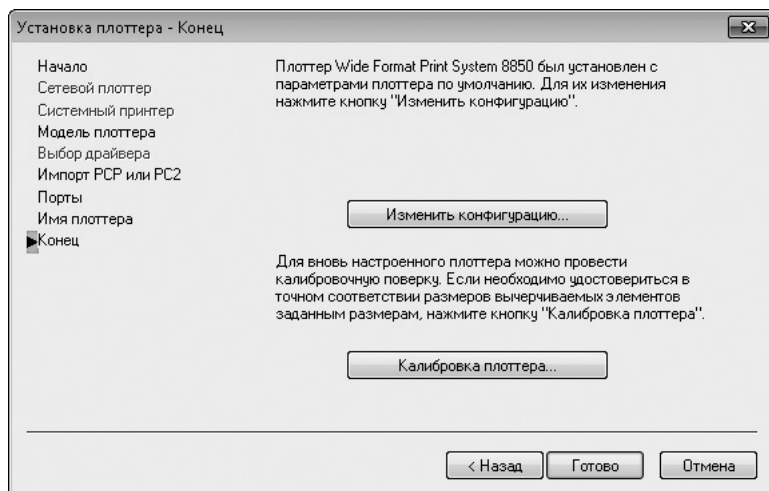 Установка плоттера - Конец
Начало
Сетевой плоттер
Системный принтер
Модель плоттера
Выбор драйвера
Импорт PCP или PC2
Порты
Имя плоттера
Конец
Плоттер Wide Format Print System 8850 был установлен с
параметрами плоттера по умолчанию. Для их изменения
нажмите кнопку "Изменить конфигурацию".
Изменить конфигурацию...
Для вновь настроенного плоттера можно провести
калибровочную поверку. Если необходимо удостовериться в
точном соответствии размеров вычерчиваемых элементов
заданным размерам, нажмите кнопку "Калибровка плоттера".
Калибровка плоттера...
< Назад
Готово
Отмена